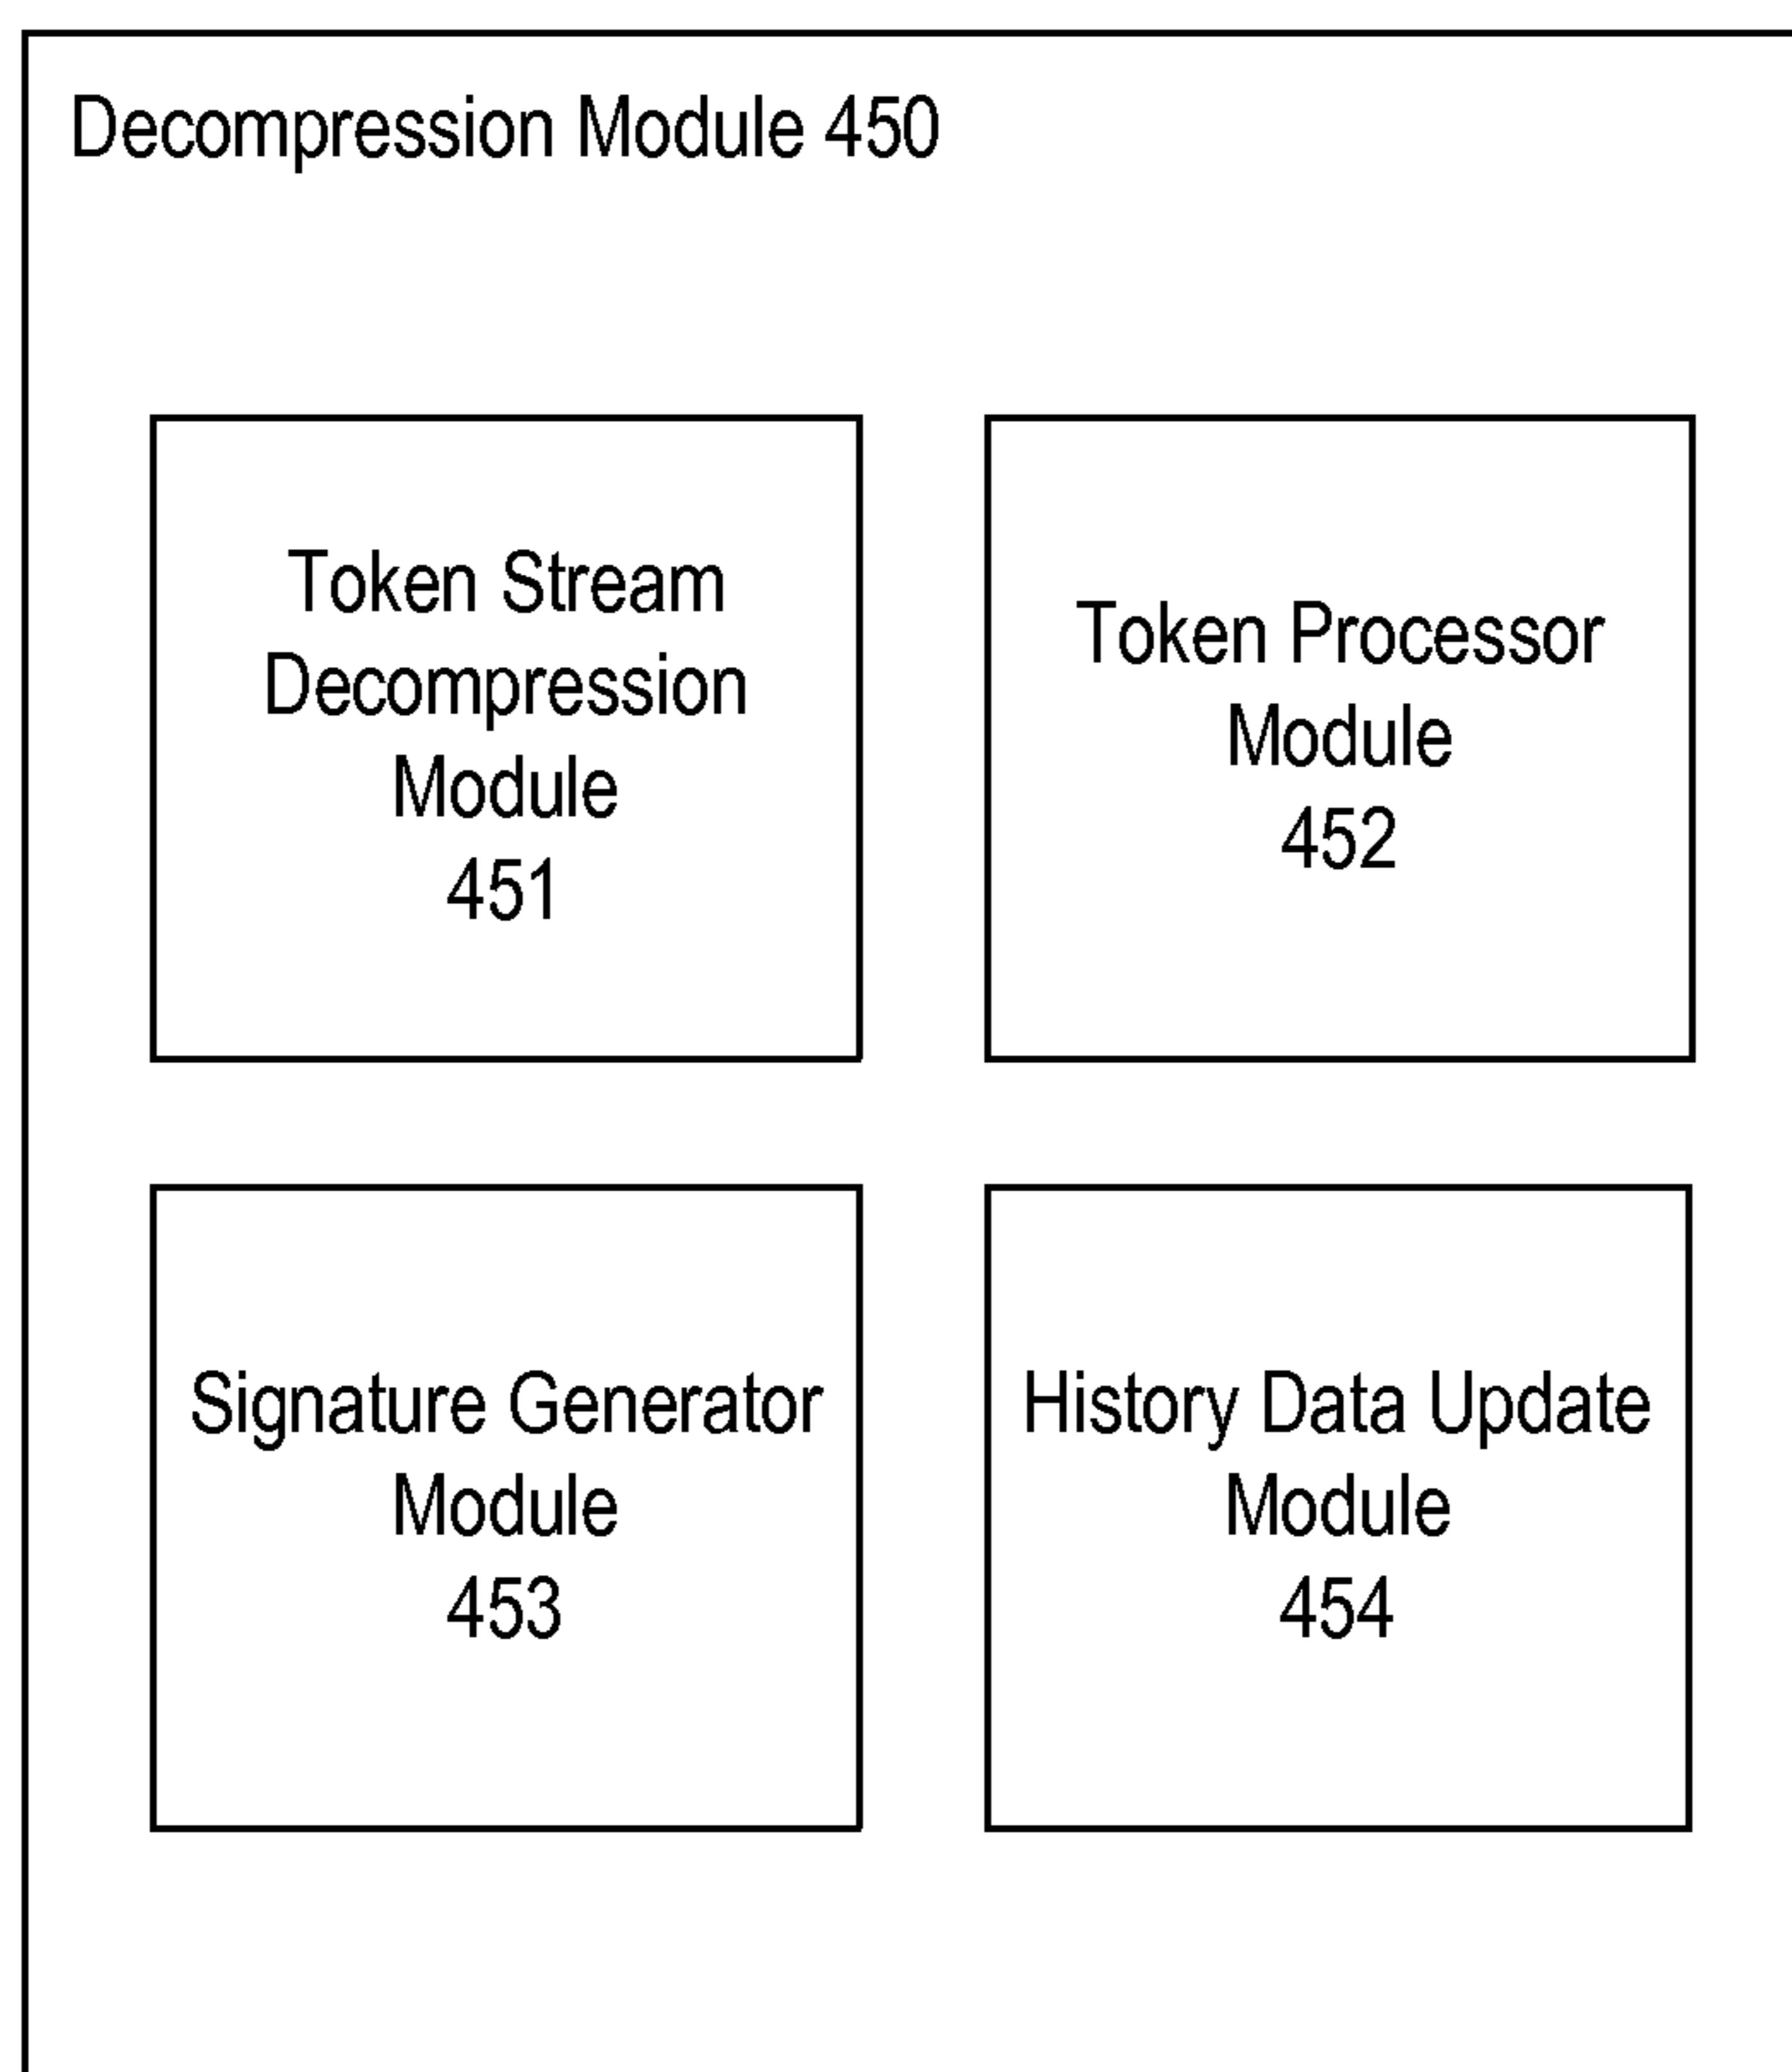 Decompression Module 450
Token Stream
Decompression
Module
451
Token Processor
Module
452
Signature Generator
Module
453
History Data Update
Module
454